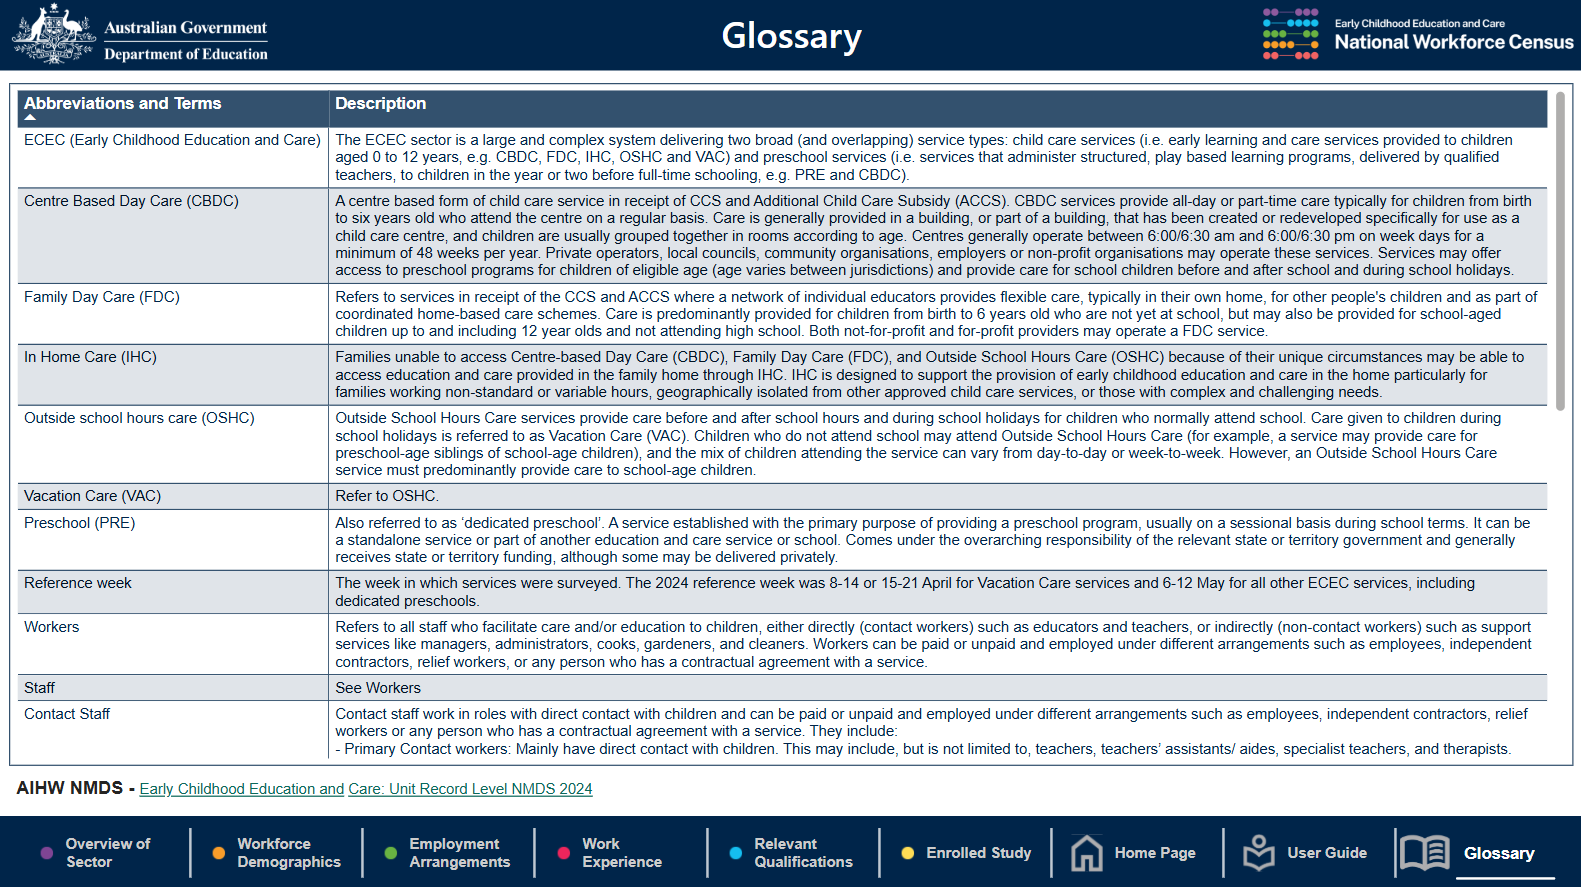 Australian Government
Department of Education
Glossary
Early Childhood Education and Care
National Workforce Census
Abbreviations and Terms
Description
ECEC (Early Childhood Education and Care)
The ECEC sector is a large and complex system delivering two broad (and overlapping) service types: child care services (i.e. early learning and care services provided to children
aged 0 to 12 years, e.g. CBDC, FDC, IHC, OSHC and VAC) and preschool services (i.e. services that administer structured, play based learning programs, delivered by qualified
teachers, to children in the year or two before full-time schooling, e.g. PRE and CBDC).
Centre Based Day Care (CBDC)
A centre based form of child care service in receipt of CCS and Additional Child Care Subsidy (ACCS). CBDC services provide all-day or part-time care typically for children from birth
to six years old who attend the centre on a regular basis. Care is generally provided in a building, or part of a building, that has been created or redeveloped specifically for use as a
child care centre, and children are usually grouped together in rooms according to age. Centres generally operate between 6:00/6:30 am and 6:00/6:30 pm on week days for a
minimum of 48 weeks per year. Private operators, local councils, community organisations, employers or non-profit organisations may operate these services. Services may offer
access to preschool programs for children of eligible age (age varies between jurisdictions) and provide care for school children before and after school and during school holidays.
Family Day Care (FDC)
Refers to services in receipt of the CCS and ACCS where a network of individual educators provides flexible care, typically in their own home, for other people's children and as part of
coordinated home-based care schemes. Care is predominantly provided for children from birth to 6 years old who are not yet at school, but may also be provided for school-aged
children up to and including 12 year olds and not attending high school. Both not-for-profit and for-profit providers may operate a FDC service.
In Home Care (IHC)
Families unable to access Centre-based Day Care (CBDC), Family Day Care (FDC), and Outside School Hours Care (OSHC) because of their unique circumstances may be able to
access education and care provided in the family home through IHC. IHC is designed to support the provision of early childhood education and care in the home particularly for
families working non-standard or variable hours, geographically isolated from other approved child care services, or those with complex and challenging needs.
Outside school hours care (OSHC)
Outside School Hours Care services provide care before and after school hours and during school holidays for children who normally attend school. Care given to children during
school holidays is referred to as Vacation Care (VAC). Children who do not attend school may attend Outside School Hours Care (for example, a service may provide care for
preschool-age siblings of school-age children), and the mix of children attending the service can vary from day-to-day or week-to-week. However, an Outside School Hours Care
service must predominantly provide care to school-age children.
Vacation Care (VAC)
Refer to OSHC.
Preschool (PRE)
Also referred to as ‘dedicated preschool’. A service established with the primary purpose of providing a preschool program, usually on a sessional basis during school terms. It can be
a standalone service or part of another education and care service or school. Comes under the overarching responsibility of the relevant state or territory government and generally
receives state or territory funding, although some may be delivered privately.
Reference week
The week in which services were surveyed. The 2024 reference week was 8-14 or 15-21 April for Vacation Care services and 6-12 May for all other ECEC services, including
dedicated preschools.
Workers
Refers to all staff who facilitate care and/or education to children, either directly (contact workers) such as educators and teachers, or indirectly (non-contact workers) such as support
services like managers, administrators, cooks, gardeners, and cleaners. Workers can be paid or unpaid and employed under different arrangements such as employees, independent
contractors, relief workers, or any person who has a contractual agreement with a service.
Staff
See Workers
Contact Staff
Contact staff work in roles with direct contact with children and can be paid or unpaid and employed under different arrangements such as employees, independent contractors, relief
workers or any person who has a contractual agreement with a service. They include:
- Primary Contact workers: Mainly have direct contact with children. This may include, but is not limited to, teachers, teachers’ assistants/ aides, specialist teachers, and therapists.
AIHW NMDS - Early Childhood Education and Care: Unit Record Level NMDS 2024
Overview of
Sector
Workforce
Demographics
Employment
Arrangements
Work
Experience
Relevant
Qualifications
Enrolled Study
Home Page
User Guide
Glossary